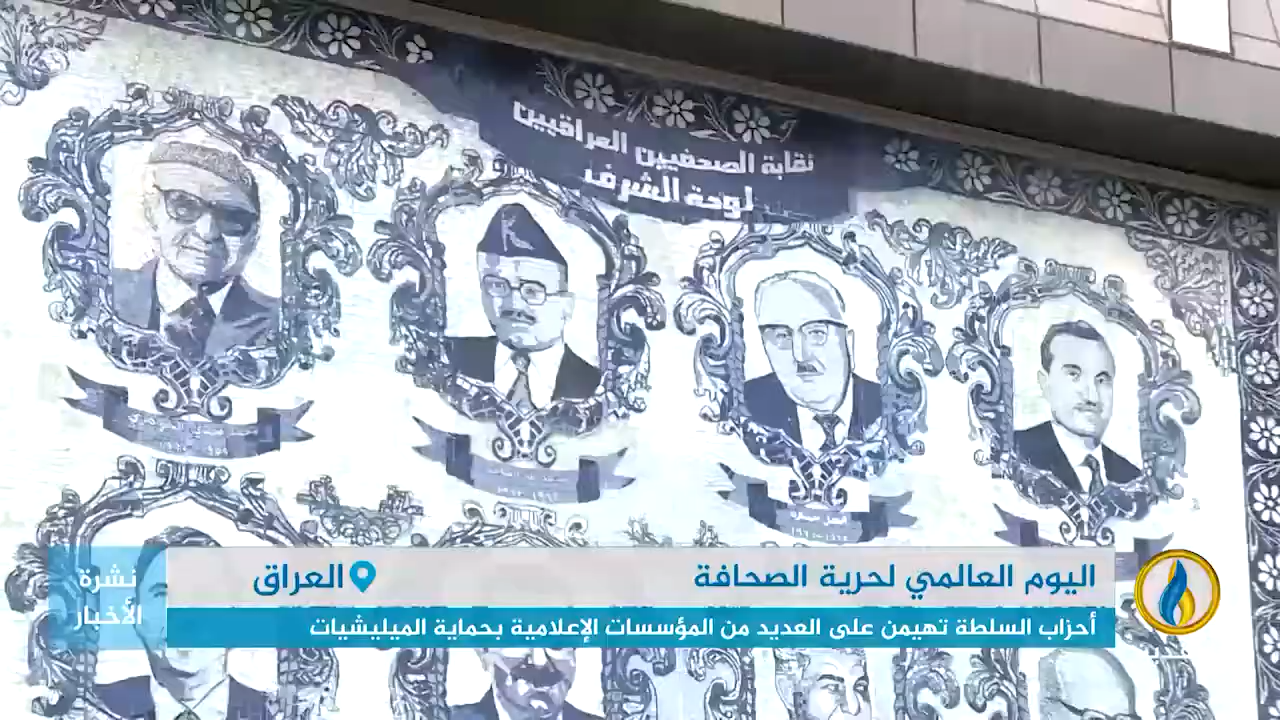 نقابة الصحفيين العراقيين
لوحة الشرف
اليوم العالمي لحرية الصحافة
العراق
أحزاب السلطة تهيمن على العديد من المؤسسات الإعلامية بحماية الميليشيات
نشرة
الأخبار